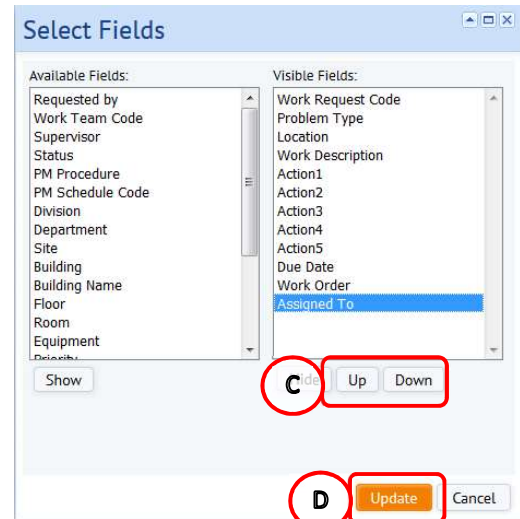 Select Fields
Available Fields:
Requested by
Work Team Code
Supervisor
Status
PM Procedure
PM Schedule Code
Division
Department
Site
Building
Building Name
Floor
Room
Equipment
Priority
Show
Visible Fields:
Work Request Code
Problem Type
Location
Work Description
Action1
Action2
Action3
Action4
Action5
Due Date
Work Order
Assigned To
C
Up Down
D
Update Cancel